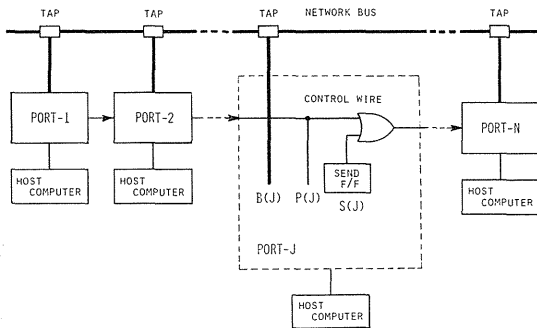 TAP
TAP
TAP
NETWORK BUS
TAP
PORT-1
PORT-2
CONTROL WIRE
PORT-N
SEND
F/F
HOST
COMPUTER
HOST
COMPUTER
HOST
COMPUTER
B(J)
P(J)
S(J)
PORT-J
HOST
COMPUTER